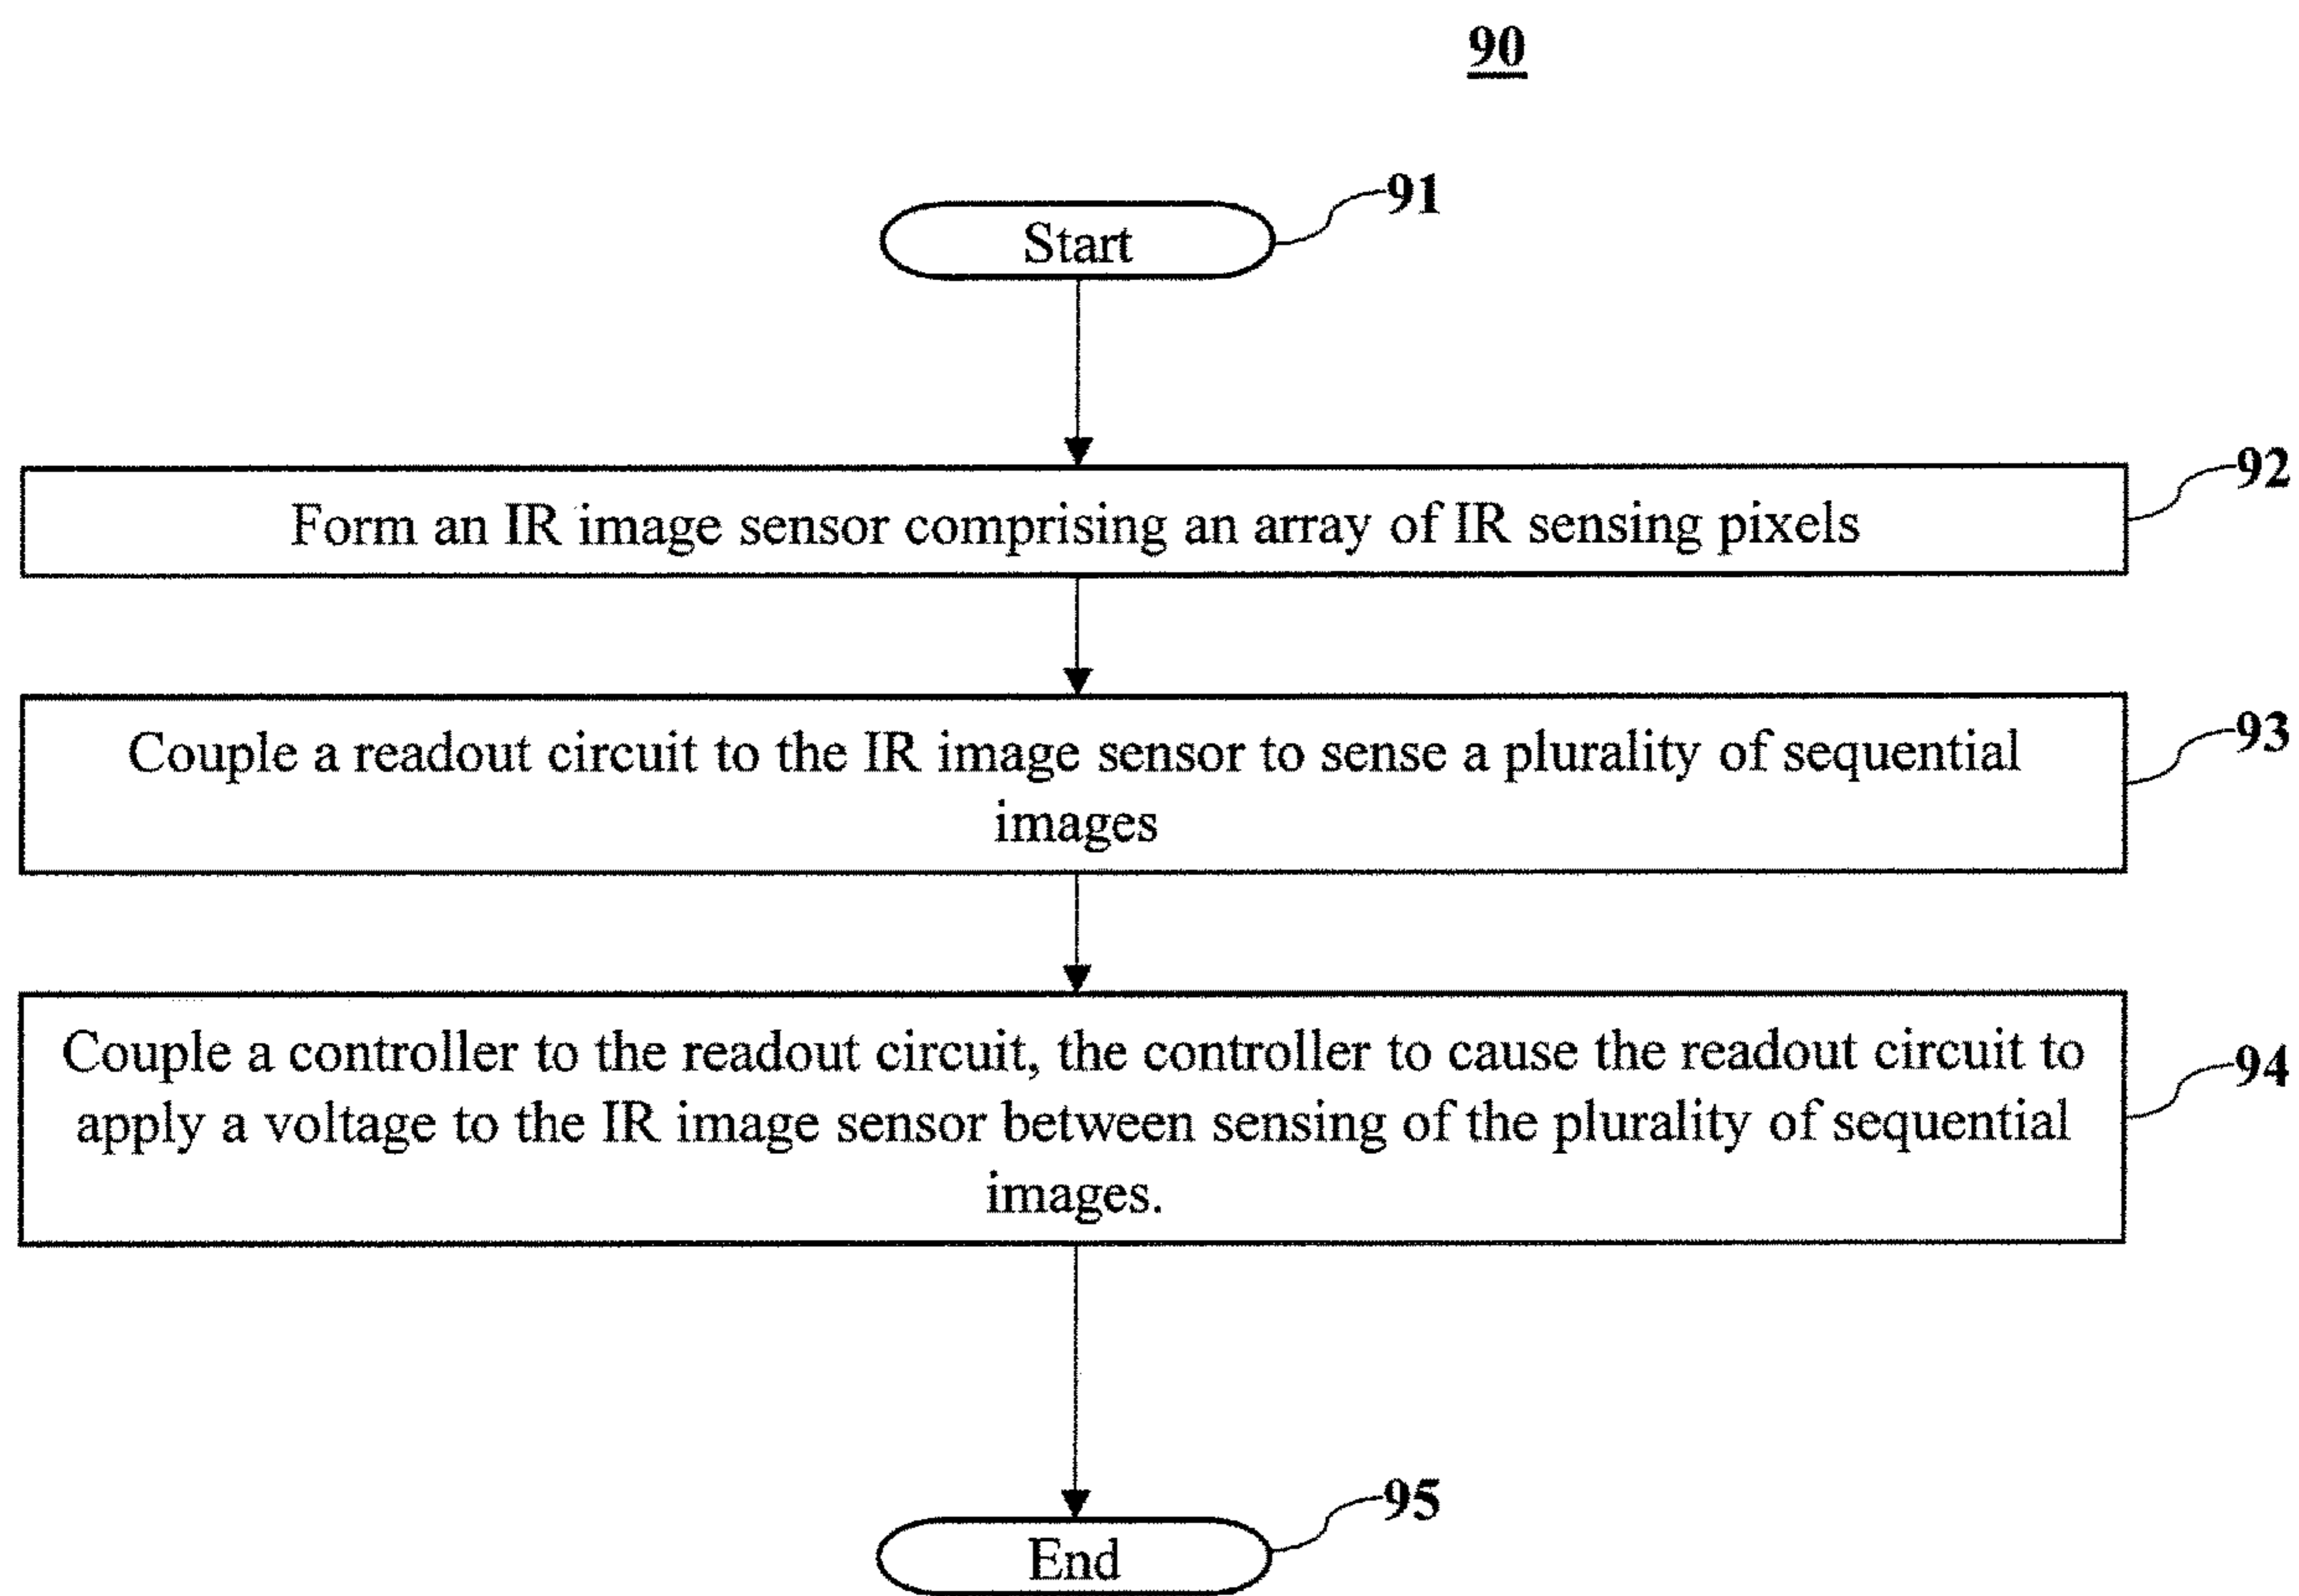 90
91
Start
92
Form an IR image sensor comprising an array of IR sensing pixels
93
Couple a readout circuit to the IR image sensor to sense a plurality of sequential
images
94
Couple a controller to the readout circuit, the controller to cause the readout circuit to
apply a voltage to the IR image sensor between sensing of the plurality of sequential
images.
95
End